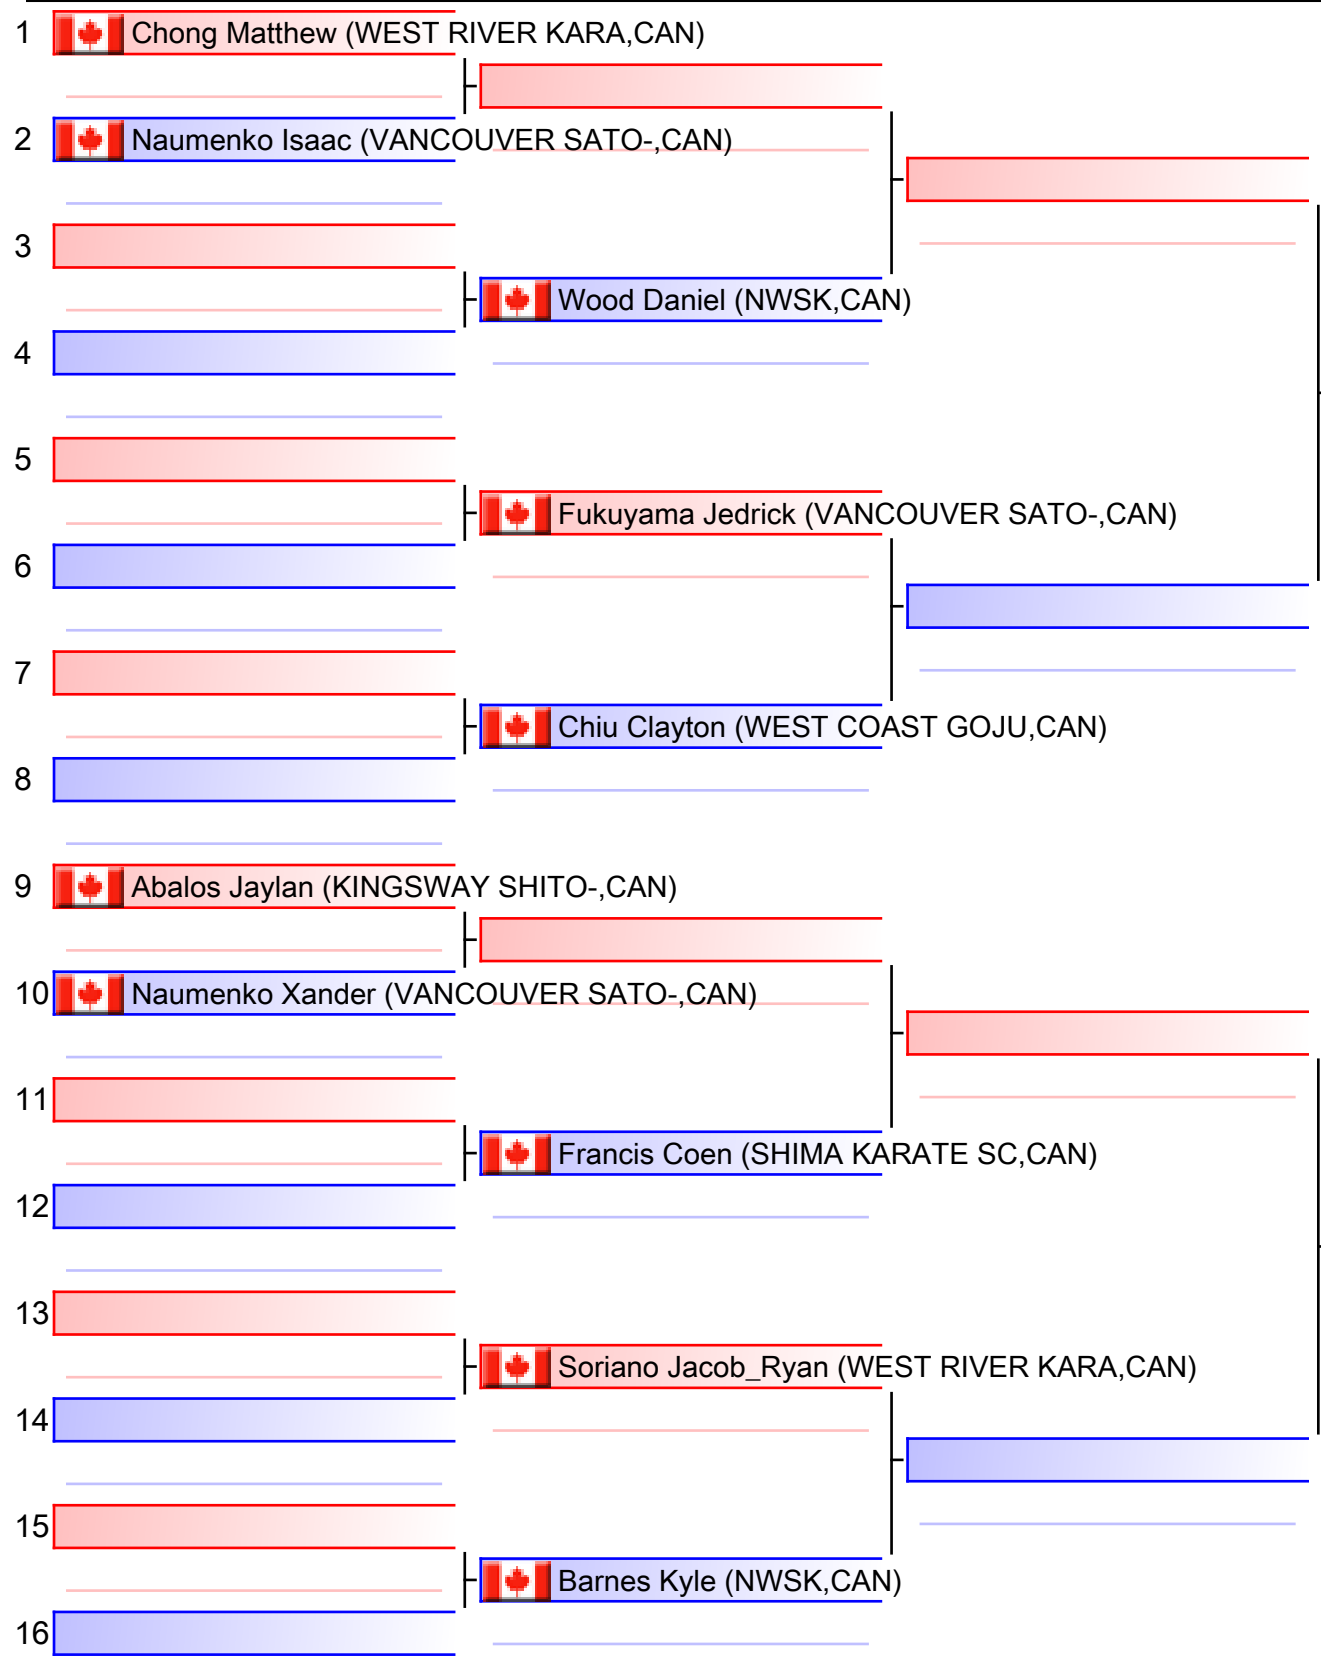 1 Chong Matthew (WEST RIVER KARA,CAN)
2 Naumenko Isaac (VANCOUVER SATO-,CAN)
3
Wood Daniel (NWSK,CAN)
4
5
Fukuyama Jedrick (VANCOUVER SATO-,CAN)
6
7
Chiu Clayton (WEST COAST GOJU,CAN)
8
9 Abalos Jaylan (KINGSWAY SHITO-,CAN)
10 Naumenko Xander (VANCOUVER SATO-,CAN)
11
Francis Coen (SHIMA KARATE SC,CAN)
12
13
Soriano Jacob_Ryan (WEST RIVER KARA,CAN)
14
15
Barnes Kyle (NWSK,CAN)
16